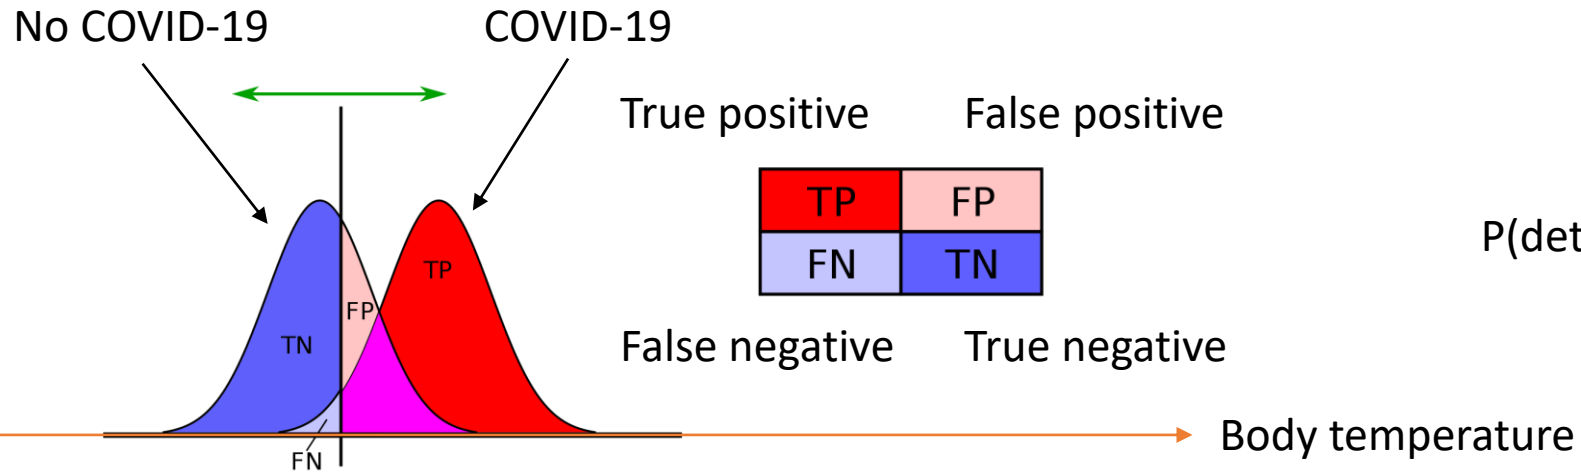 No COVID-19
COVID-19
True positive
False positive
TP
FP
FN
TN
P(det
TP
FP
TN
False negative
True negative
Body temperature
FN